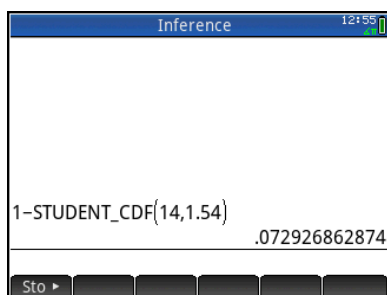 Inference
12:55
∠π
1−STUDENT_CDF(14,1.54)
.072926862874
Sto ▸